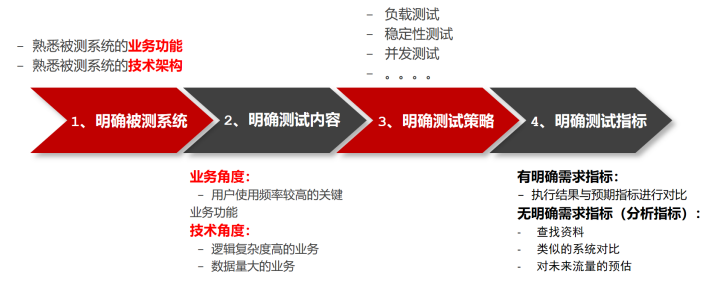 – 熟悉被测系统的业务功能
– 熟悉被测系统的技术架构
– 负载测试
– 稳定性测试
– 并发测试
– 。。。。
1、明确被测系统
2、明确测试内容
3、明确测试策略
4、明确测试指标
业务角度：
– 用户使用频率较高的关键
业务功能
技术角度：
– 逻辑复杂度高的业务
– 数据量大的业务
有明确需求指标：
– 执行结果与预期指标进行对比
无明确需求指标（分析指标）：
- 查找资料
- 类似的系统对比
- 对未来流量的预估